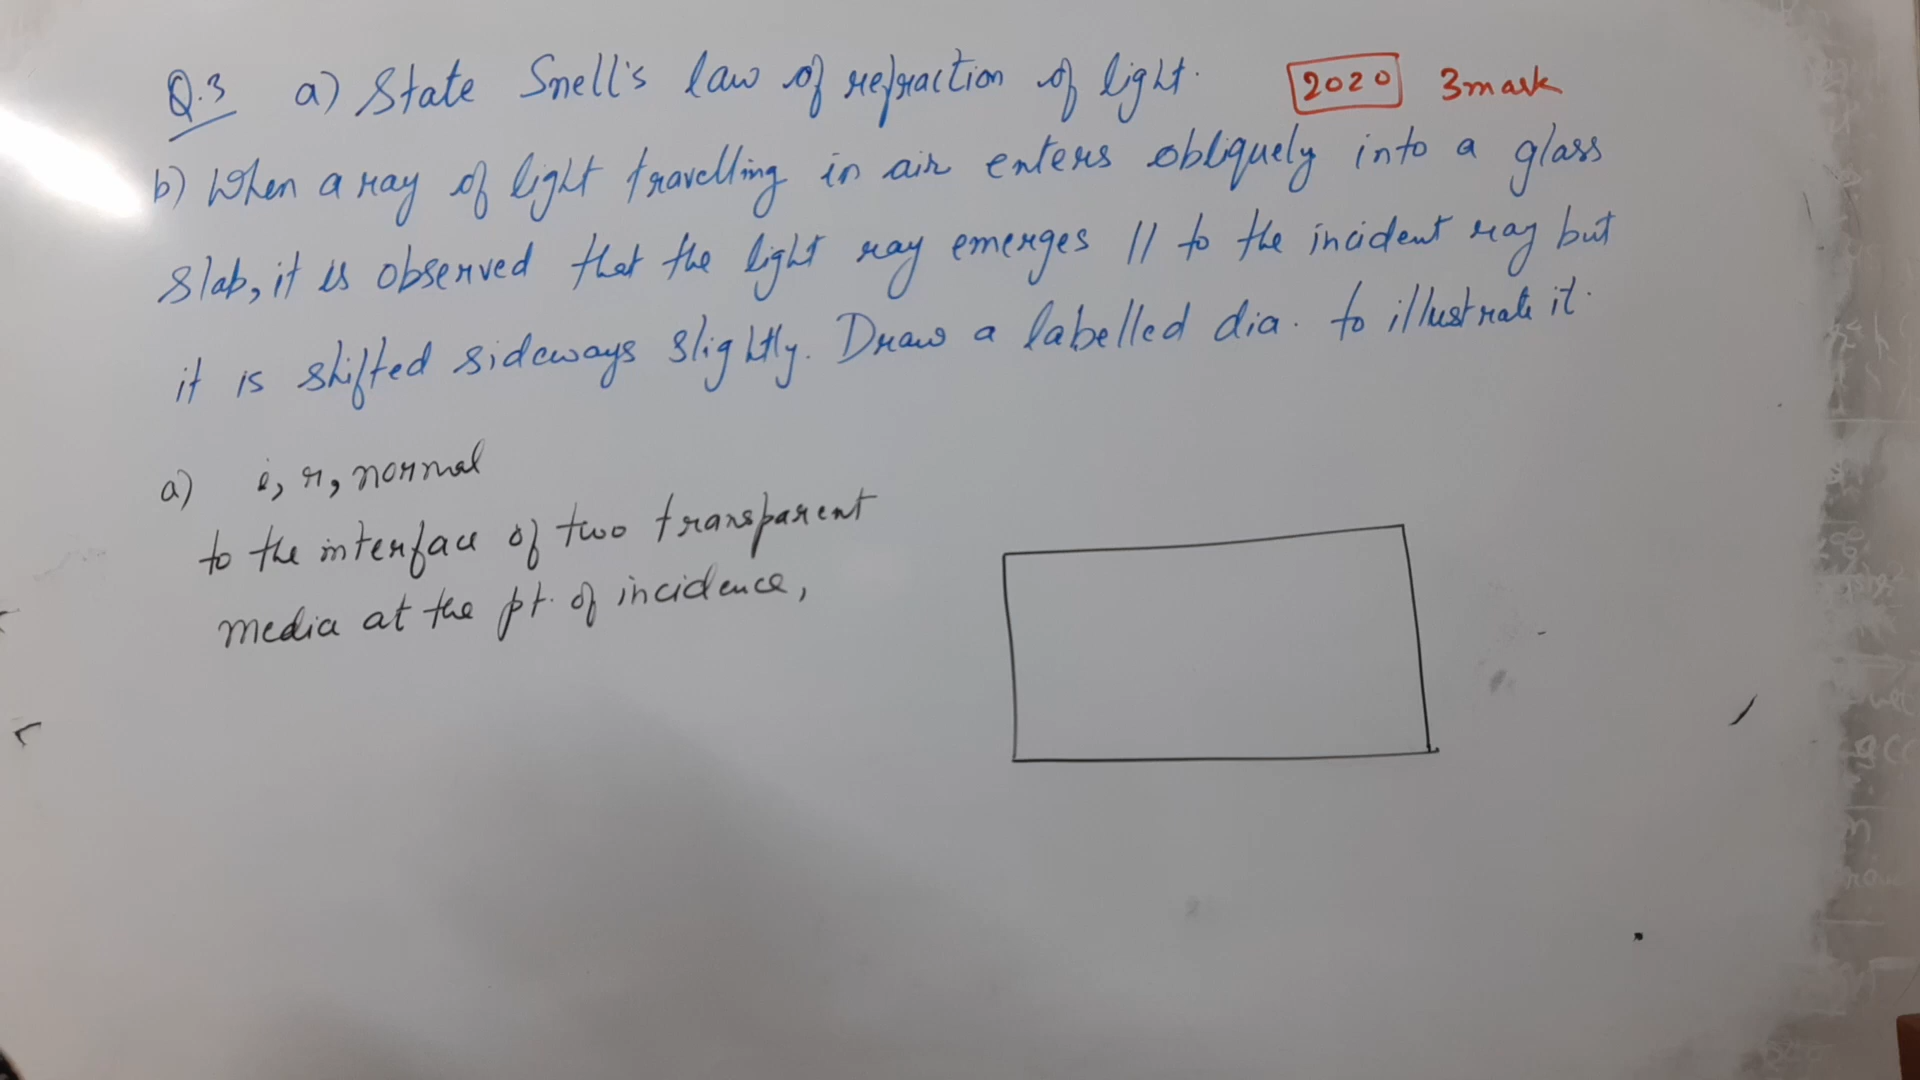 Q.3 a) State Snell's law of refraction of light. 2020 3mark
b) When a ray of light travelling in air enters obliquely into a glass
slab, it is observed that the light ray emerges // to the incident ray but
it is shifted sideways slightly. Draw a labelled dia. to illustrate it.
a) i, r, normal
to the interface of two transparent
media at the pt. of incidence,